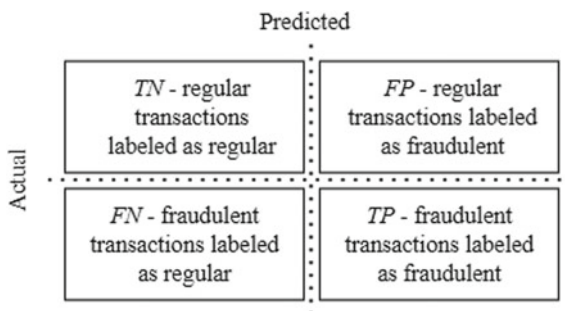 Predicted
TN - regular
transactions
labeled as regular
FP - regular
transactions labeled
as fraudulent
Actual
FN - fraudulent
transactions labeled
as regular
TP - fraudulent
transactions labeled
as fraudulent